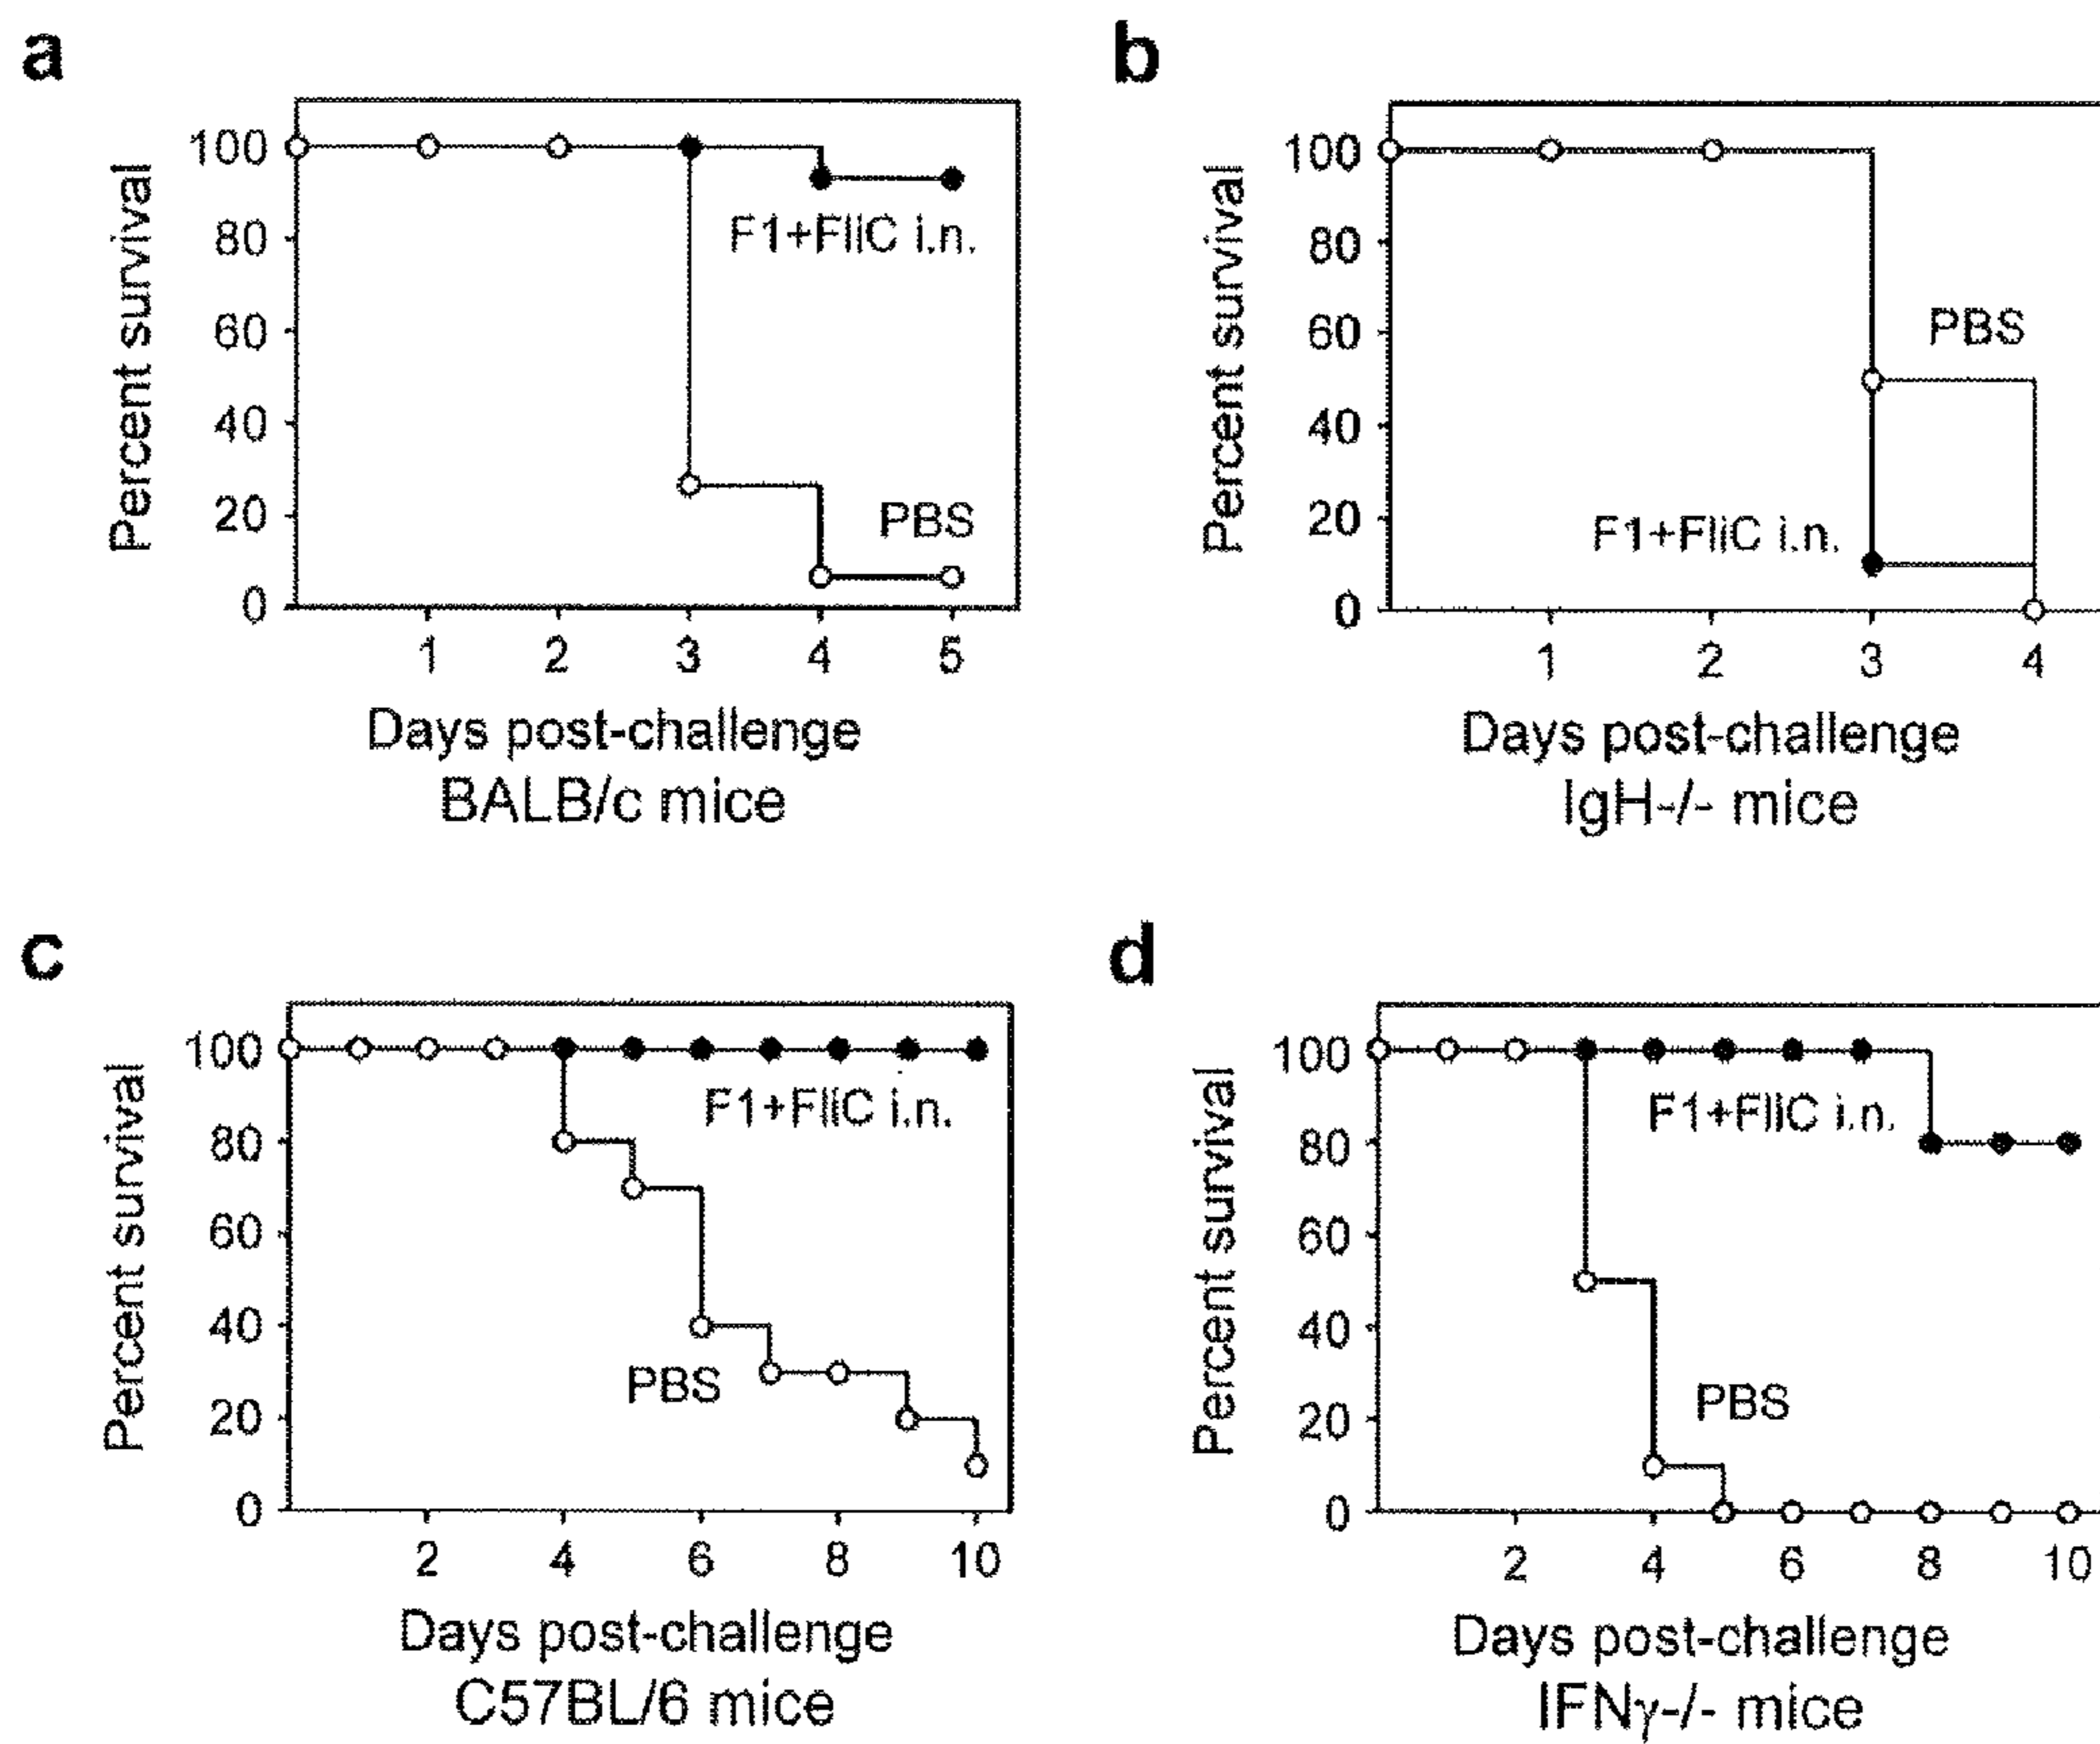 a
Percent survival
100
80
60
40
20
0
F1+FliC i.n.
PBS
1 2 3 4 5
Days post-challenge
BALB/c mice
b
Percent survival
100
80
60
40
20
0
PBS
F1+FliC i.n.
1 2 3 4
Days post-challenge
IgH-/- mice
c
Percent survival
100
80
60
40
20
0
F1+FliC i.n.
PBS
2 4 6 8 10
Days post-challenge
C57BL/6 mice
d
Percent survival
100
80
60
40
20
0
F1+FliC i.n.
PBS
2 4 6 8 10
Days post-challenge
IFNγ-/- mice